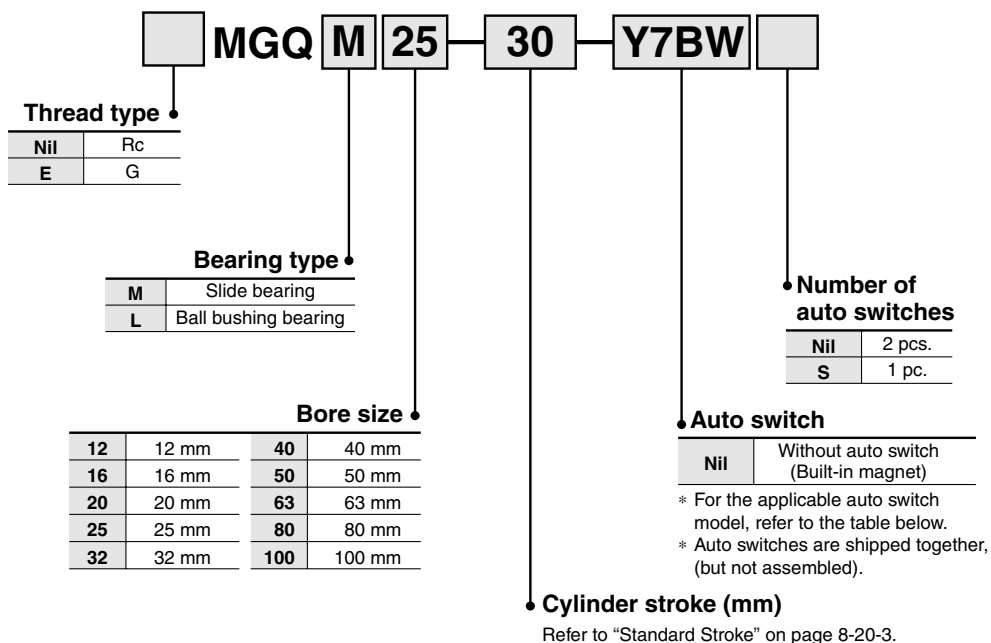 MGQ M 25 — 30 — Y7BW
Thread type
Nil Rc
E G
Bearing type
M Slide bearing
L Ball bushing bearing
Bore size
12 12 mm 40 40 mm
16 16 mm 50 50 mm
20 20 mm 63 63 mm
25 25 mm 80 80 mm
32 32 mm 100 100 mm
Number of
auto switches
Nil 2 pcs.
S 1 pc.
Auto switch
Nil Without auto switch
(Built-in magnet)
* For the applicable auto switch
model, refer to the table below.
* Auto switches are shipped together,
(but not assembled).
Cylinder stroke (mm)
Refer to “Standard Stroke” on page 8-20-3.